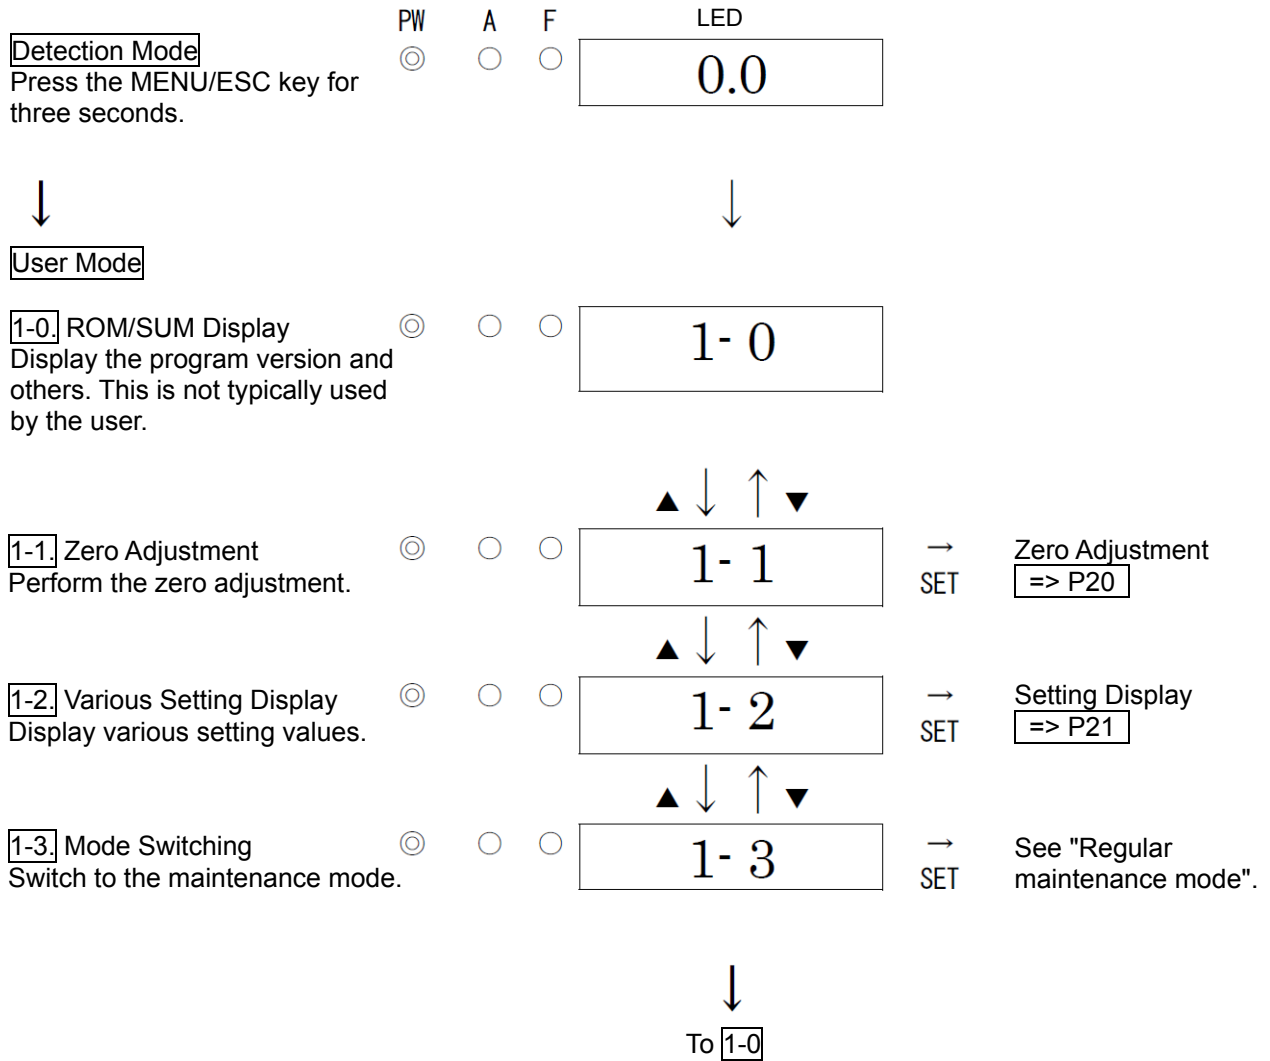 PW A F LED
Detection Mode ◎ ○ ○ 0.0
Press the MENU/ESC key for
three seconds.
↓ ↓
User Mode
1-0. ROM/SUM Display ◎ ○ ○ 1- 0
Display the program version and
others. This is not typically used
by the user.
▲ ↓ ↑ ▼
1-1. Zero Adjustment ◎ ○ ○ 1- 1 → Zero Adjustment
Perform the zero adjustment. SET => P20
▲ ↓ ↑ ▼
1-2. Various Setting Display ◎ ○ ○ 1- 2 → Setting Display
Display various setting values. SET => P21
▲ ↓ ↑ ▼
1-3. Mode Switching ◎ ○ ○ 1- 3 → See "Regular
Switch to the maintenance mode. SET maintenance mode".
↓
To 1-0